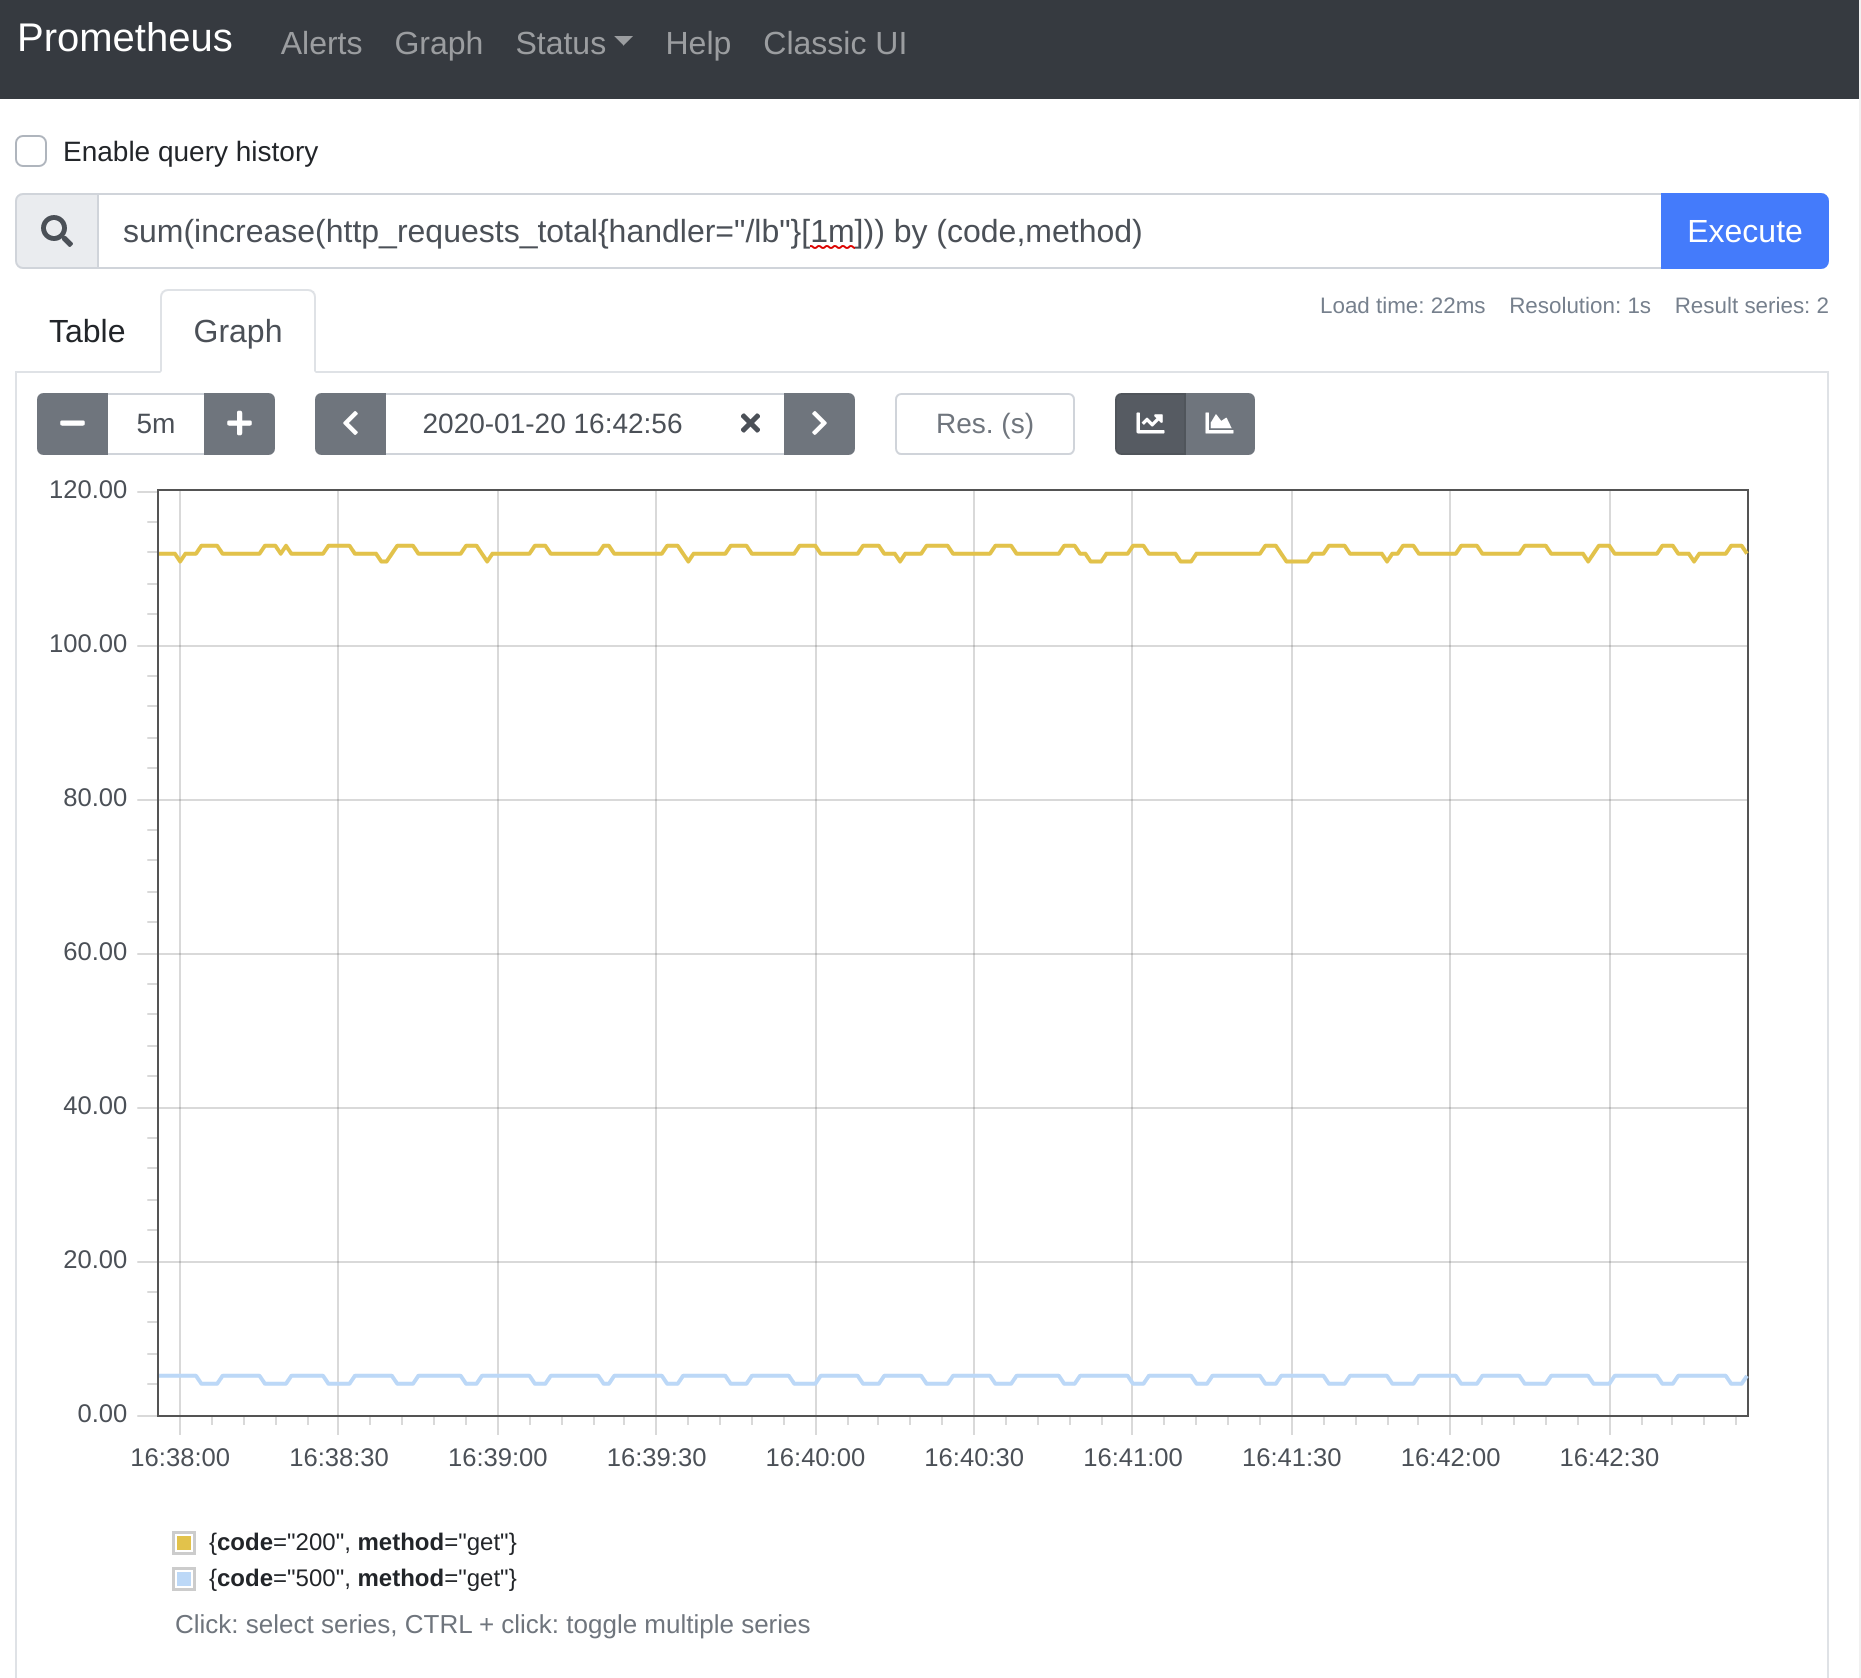 Prometheus Alerts Graph Status Help Classic UI
Enable query history
sum(increase(http_requests_total{handler="/lb"}[1m])) by (code,method) Execute
Load time: 22ms Resolution: 1s Result series: 2
Table Graph
5m 2020-01-20 16:42:56 Res. (s)
120.00
100.00
80.00
60.00
40.00
20.00
0.00
16:38:00 16:38:30 16:39:00 16:39:30 16:40:00 16:40:30 16:41:00 16:41:30 16:42:00 16:42:30
{code="200", method="get"}
{code="500", method="get"}
Click: select series, CTRL + click: toggle multiple series